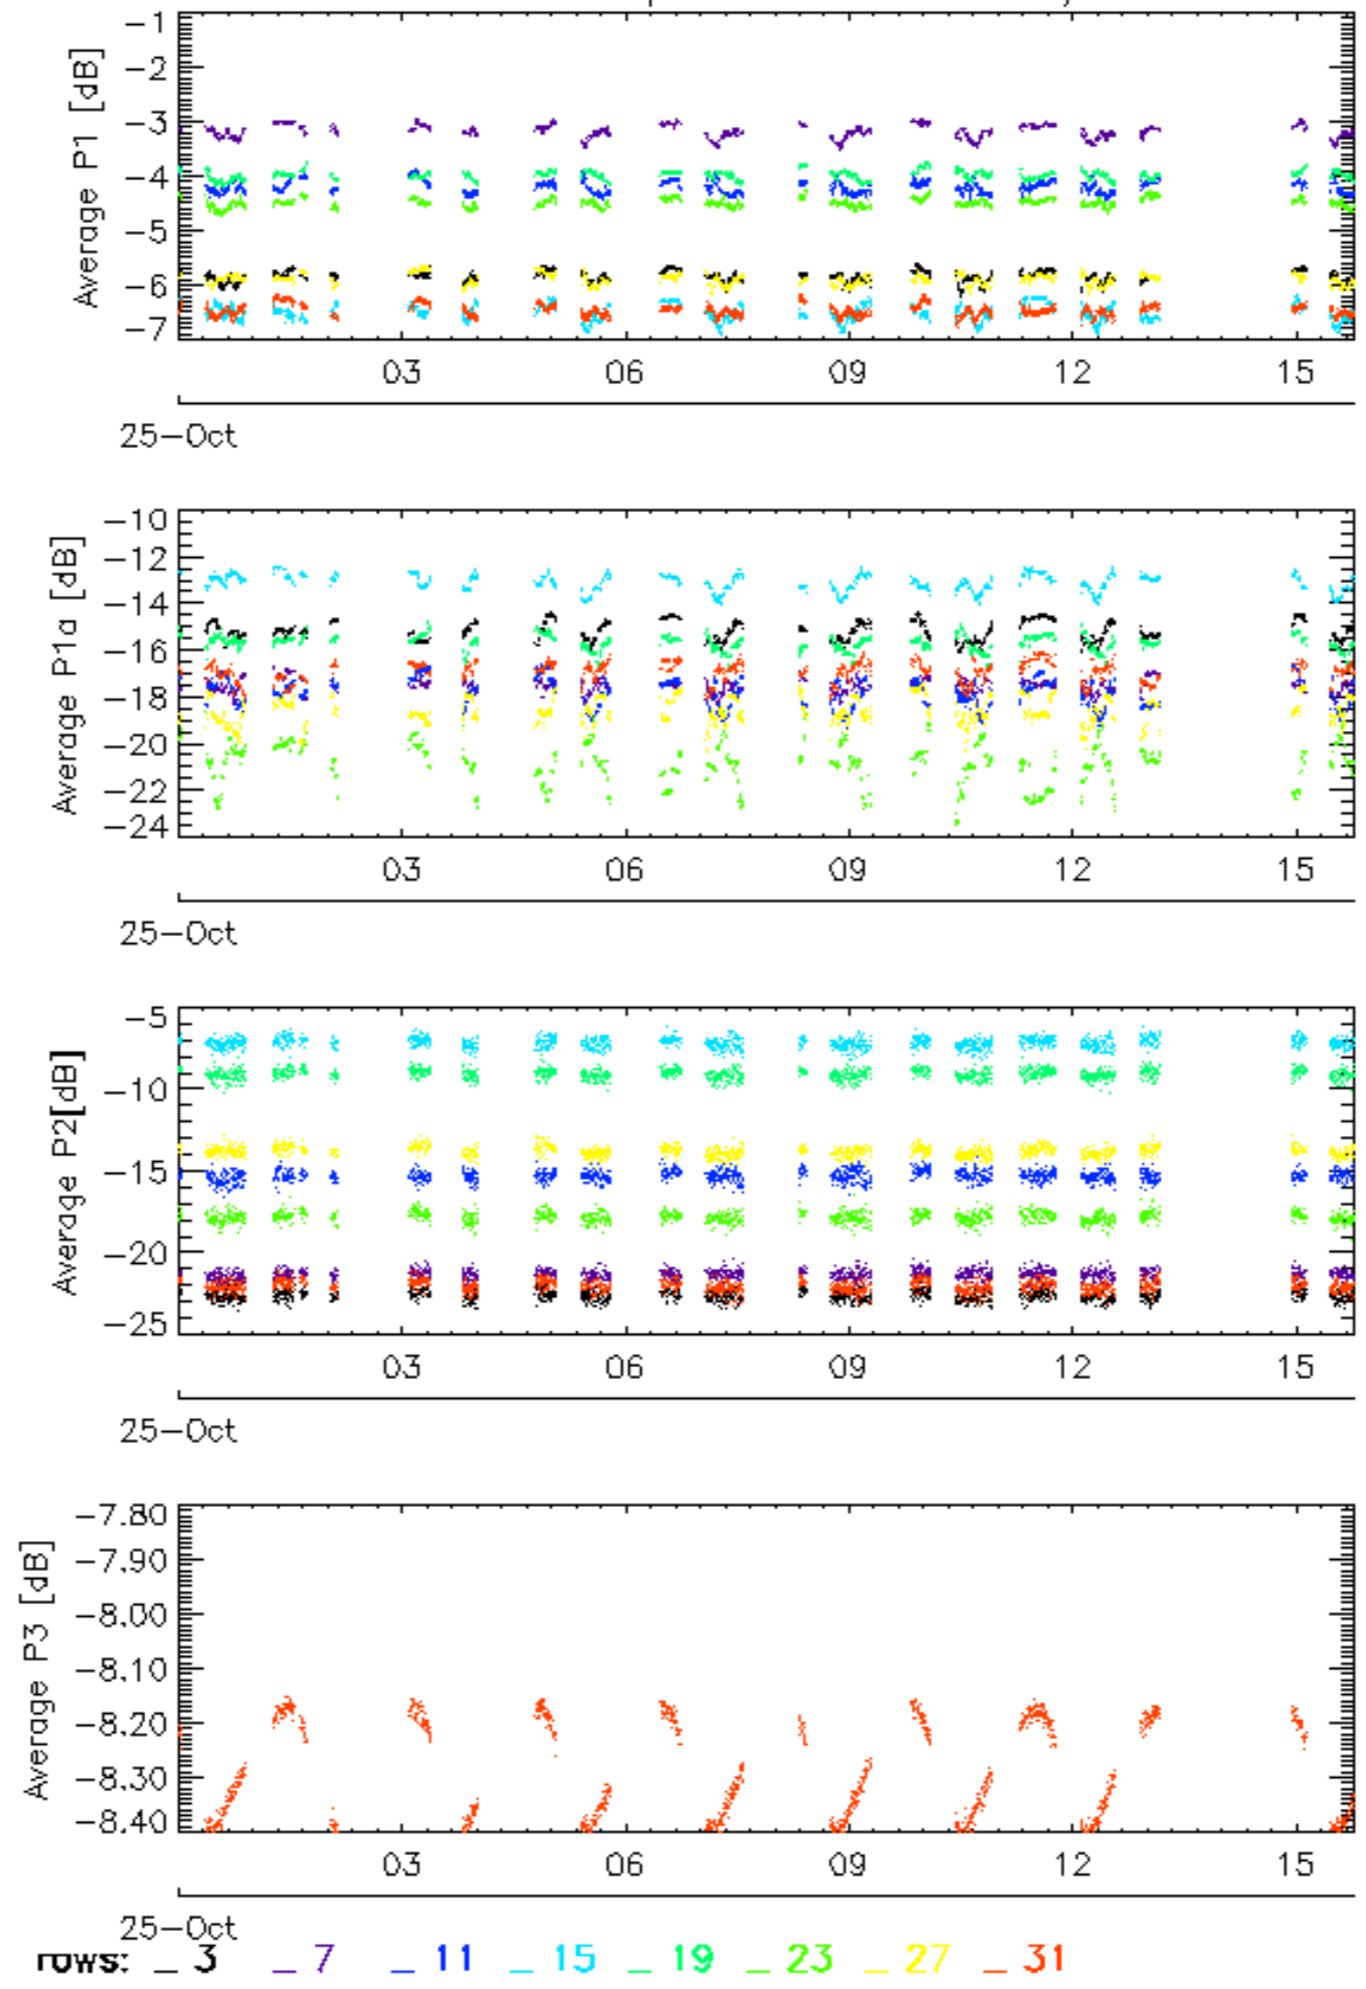 Average P1 [dB]
-1
-2
-3
-4
-5
-6
-7
03 06 09 12 15
25-Oct
Average P1a [dB]
-10
-12
-14
-16
-18
-20
-22
-24
03 06 09 12 15
25-Oct
Average P2[dB]
-5
-10
-15
-20
-25
03 06 09 12 15
25-Oct
Average P3 [dB]
-7.80
-7.90
-8.00
-8.10
-8.20
-8.30
-8.40
03 06 09 12 15
25-Oct
rows: _ 3 _ 7 _ 11 _ 15 _ 19 _ 23 _ 27 _ 31